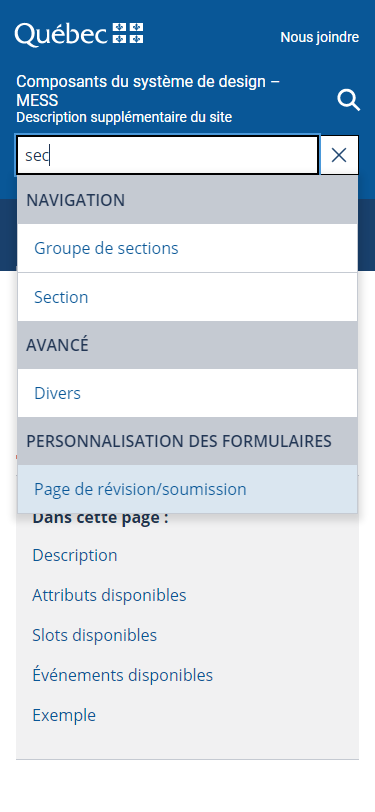 Québec
Nous joindre
Composants du système de design –
MESS
Description supplémentaire du site
sec
NAVIGATION
Groupe de sections
Section
AVANCÉ
Divers
PERSONNALISATION DES FORMULAIRES
Page de révision/soumission
Dans cette page :
Description
Attributs disponibles
Slots disponibles
Événements disponibles
Exemple